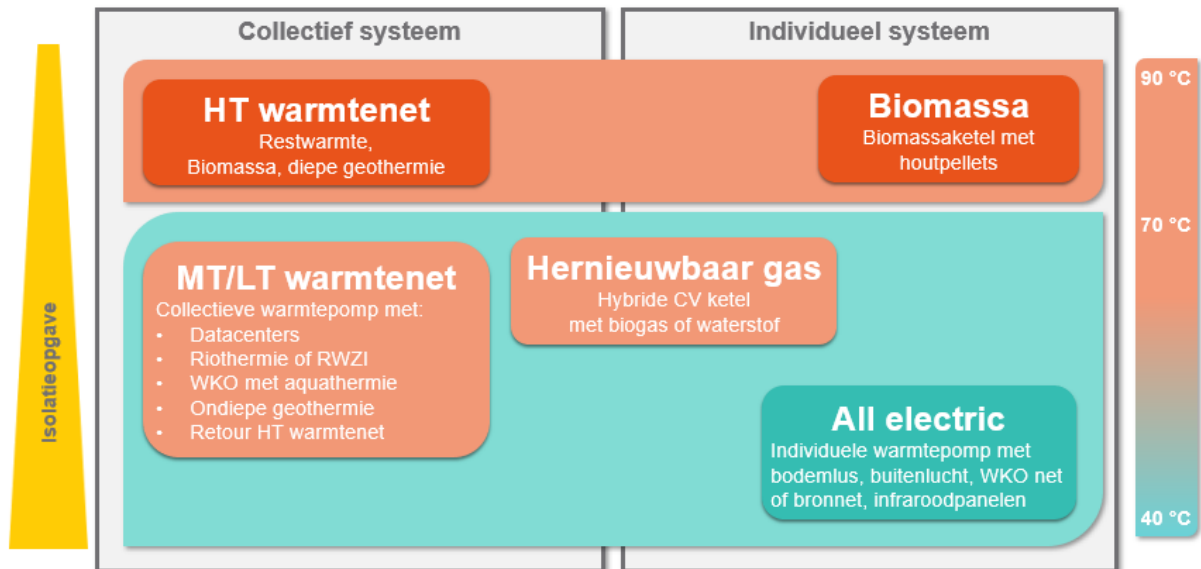 Collectief systeem
Individueel systeem
HT warmtenet
Restwarmte,
Biomassa, diepe geothermie
Biomassa
Biomassaketel met
houtpellets
MT/LT warmtenet
Collectieve warmtepomp met:
• Datacenters
• Riothermie of RWZI
• WKO met aquathermie
• Ondiepe geothermie
• Retour HT warmtenet
Hernieuwbaar gas
Hybride CV ketel
met biogas of waterstof
All electric
Individuele warmtepomp met
bodemlus, buitenlucht, WKO net
of bronnet, infraroodpanelen
Isolatieopgave
90 °C
70 °C
40 °C